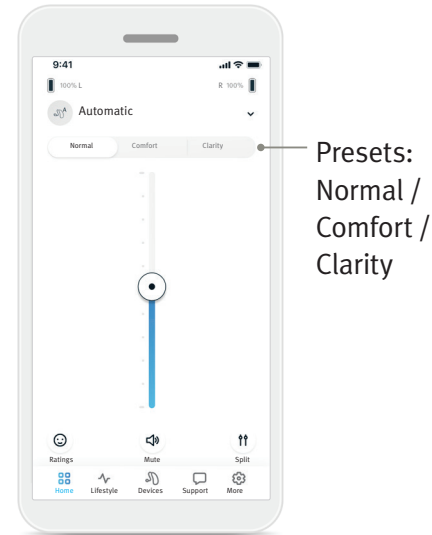 9:41
100% L R 100%
Automatic
Normal Comfort Clarity
Presets:
Normal /
Comfort /
Clarity
Ratings Mute Split
Home Lifestyle Devices Support More